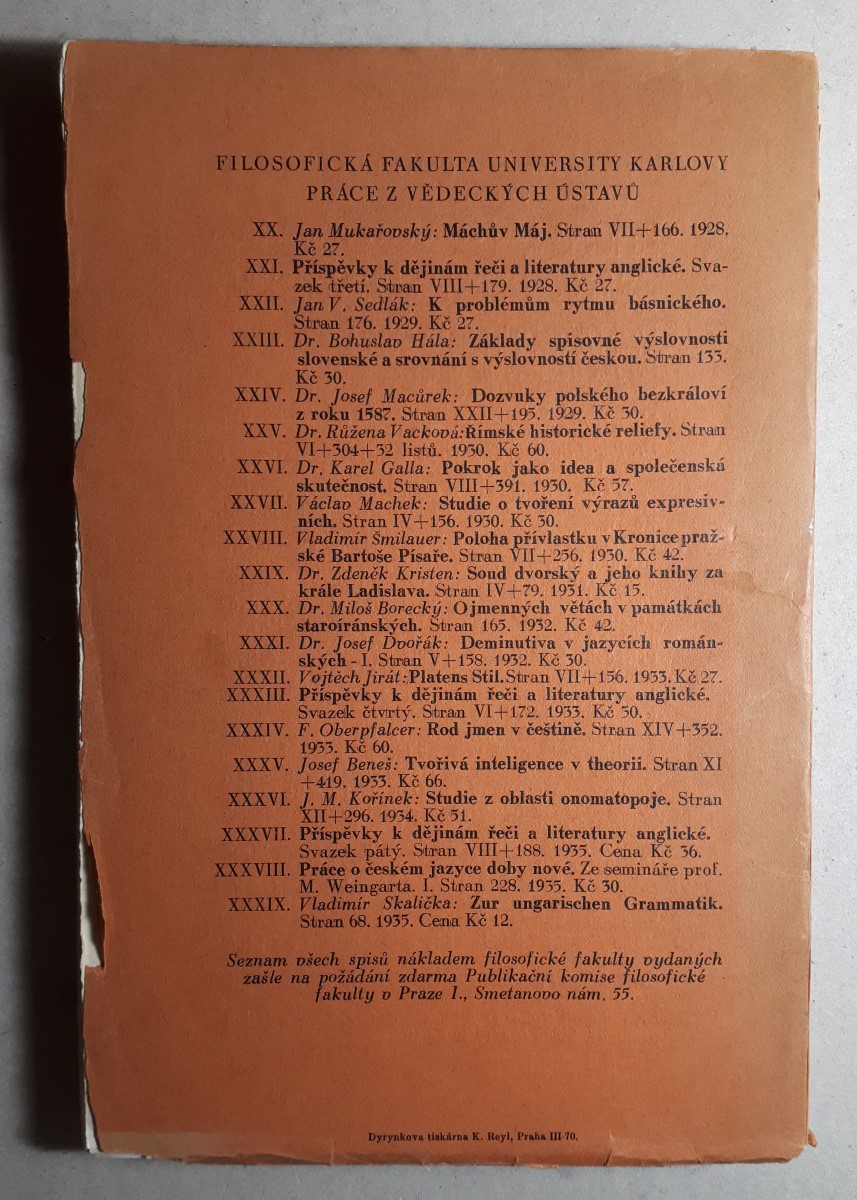 FILOSOFICKÁ FAKULTA UNIVERSITY KARLOVY
PRÁCE Z VĚDECKÝCH ÚSTAVŮ
XX. Jan Mukařovský: Máchův Máj. Stran VII+166. 1928.
Kč 27.
XXI. Příspěvky k dějinám řeči a literatury anglické. Sva-
zek třetí. Stran VIII+179. 1928. Kč 27.
XXII. Jan V. Sedlák: K problémům rytmu básnického.
Stran 176. 1929. Kč 27.
XXIII. Dr. Bohuslav Hála: Základy spisovné výslovnosti
slovenské a srovnání s výslovností českou. Stran 133.
Kč 30.
XXIV. Dr. Josef Macůrek: Dozvuky polského bezkráloví
z roku 1587. Stran XXII+195. 1929. Kč 30.
XXV. Dr. Růžena Vacková: Římské historické reliefy. Stran
VI+304+32 listů. 1930. Kč 60.
XXVI. Dr. Karel Galla: Pokrok jako idea a společenská
skutečnost. Stran VIII+391. 1930. Kč 57.
XXVII. Václav Machek: Studie o tvoření výrazů expresiv-
ních. Stran IV+156. 1930. Kč 30.
XXVIII. Vladimír Šmilauer: Poloha přívlastku v Kronice praž-
ské Bartoše Písaře. Stran VII+256. 1930. Kč 42.
XXIX. Dr. Zdeněk Kristen: Soud dvorský a jeho knihy za
krále Ladislava. Stran IV+79. 1931. Kč 15.
XXX. Dr. Miloš Borecký: O jmenných větách v památkách
staroíránských. Stran 165. 1932. Kč 42.
XXXI. Dr. Josef Dvořák: Deminutiva v jazycích román-
ských - I. Stran V+158. 1932. Kč 30.
XXXII. Vojtěch Jirát: Platens Stil. Stran VII+156. 1933. Kč 27.
XXXIII. Příspěvky k dějinám řeči a literatury anglické.
Svazek čtvrtý. Stran VI+172. 1933. Kč 30.
XXXIV. F. Oberpfalcer: Rod jmen v češtině. Stran XIV+352.
1933. Kč 60.
XXXV. Josef Beneš: Tvořivá inteligence v theorii. Stran XI
+419. 1933. Kč 66.
XXXVI. J. M. Kořínek: Studie z oblasti onomatopoje. Stran
XII+296. 1934. Kč 51.
XXXVII. Příspěvky k dějinám řeči a literatury anglické.
Svazek pátý. Stran VIII+188. 1935. Cena Kč 36.
XXXVIII. Práce o českém jazyce doby nové. Ze semináře prof.
M. Weingarta. I. Stran 228. 1935. Kč 30.
XXXIX. Vladimír Skalička: Zur ungarischen Grammatik.
Stran 68. 1935. Cena Kč 12.
Seznam všech spisů nákladem filosofické fakulty vydaných
zašle na požádání zdarma Publikační komise filosofické
fakulty v Praze I., Smetanovo nám. 55.
Dyrynkova tiskárna K. Reyl, Praha III-70.